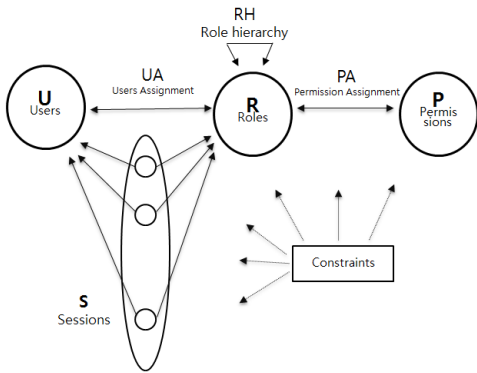 RH
Role hierarchy
UA
Users Assignment
PA
Permission Assignment
U
Users
R
Roles
P
Permis
sions
Constraints
S
Sessions